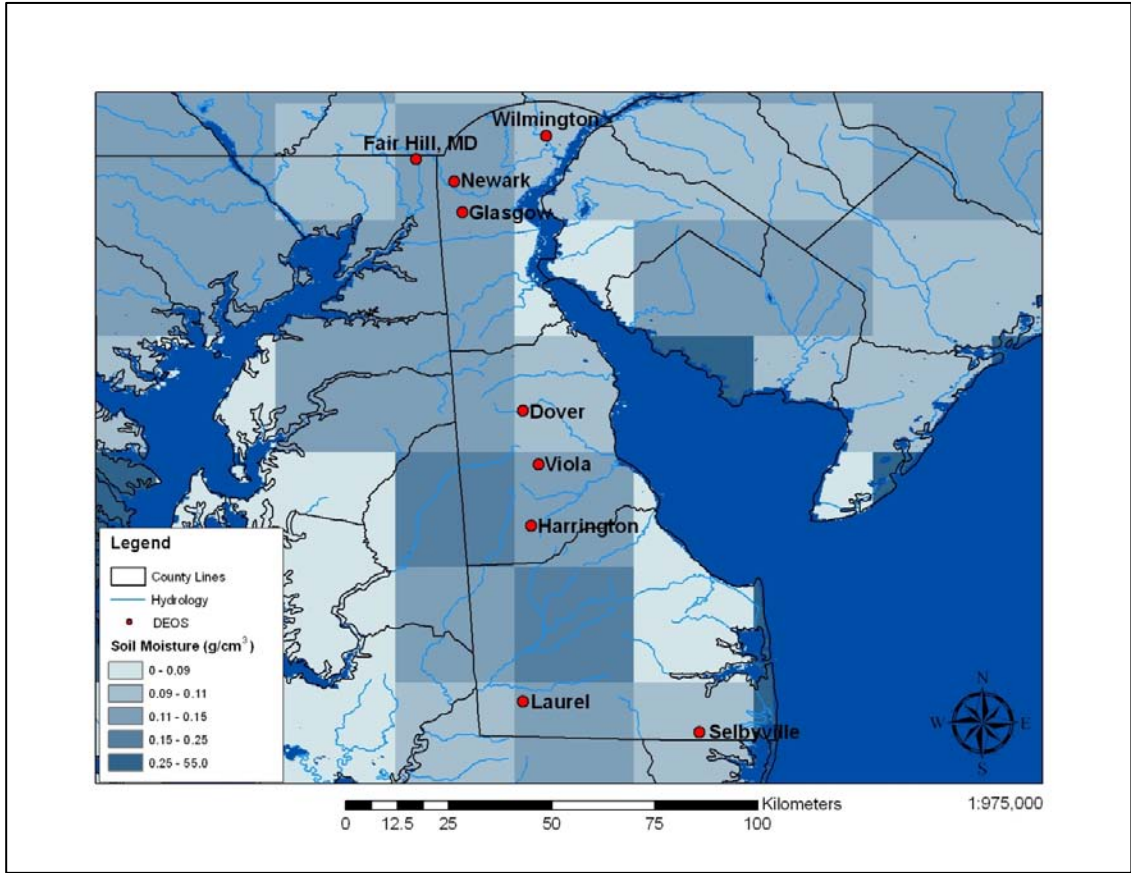 Wilmington
Fair Hill, MD
Newark
Glasgow
Dover
Viola
Harrington
Laurel
Selbyville
Legend
County Lines
Hydrology
DEOS
Soil Moisture (g/cm³)
0 - 0.09
0.09 - 0.11
0.11 - 0.15
0.15 - 0.25
0.25 - 55.0
N
W E
S
Kilometers
0 12.5 25 50 75 100
1:975,000